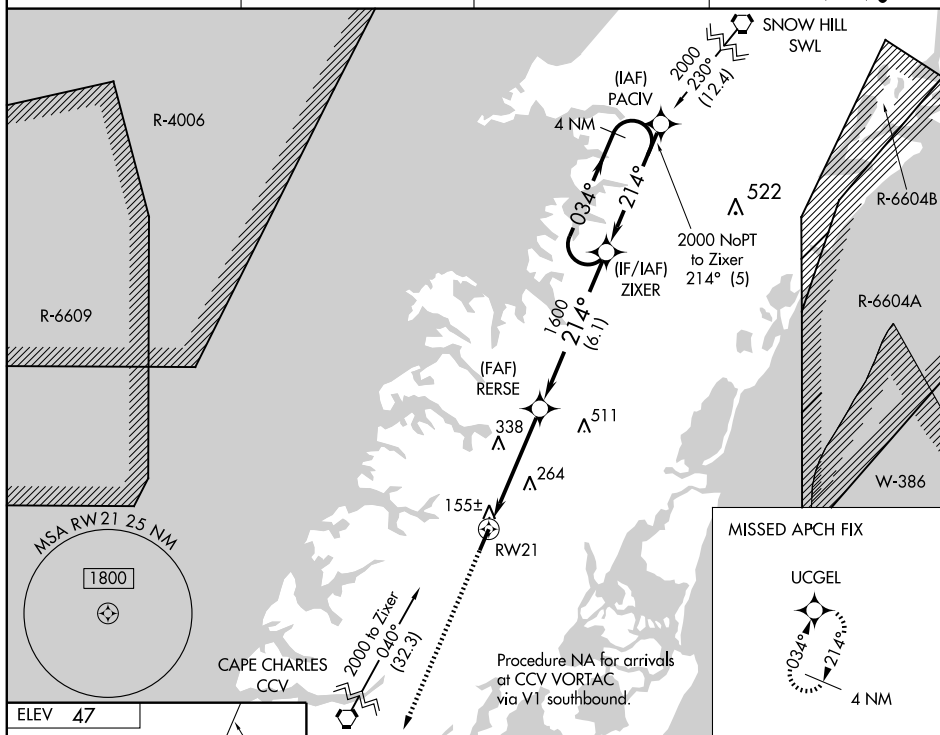 SNOW HILL
SWL
2000
230°
(12.4)
(IAF)
PACIV
4 NM
R-4006
034°
214°
522
R-6604B
2000 NoPT
to Zixer
214° (5)
(IF/IAF)
ZIXER
R-6609
R-6604A
1600
214°
(6.1)
(FAF)
RERSE
338
511
264
W-386
155±
RW21
MSA RW21 25 NM
1800
MISSED APCH FIX
UCGEL
034°
214°
4 NM
2000 to Zixer
040°
(32.3)
CAPE CHARLES
CCV
Procedure NA for arrivals
at CCV VORTAC
via V1 southbound.
ELEV 47